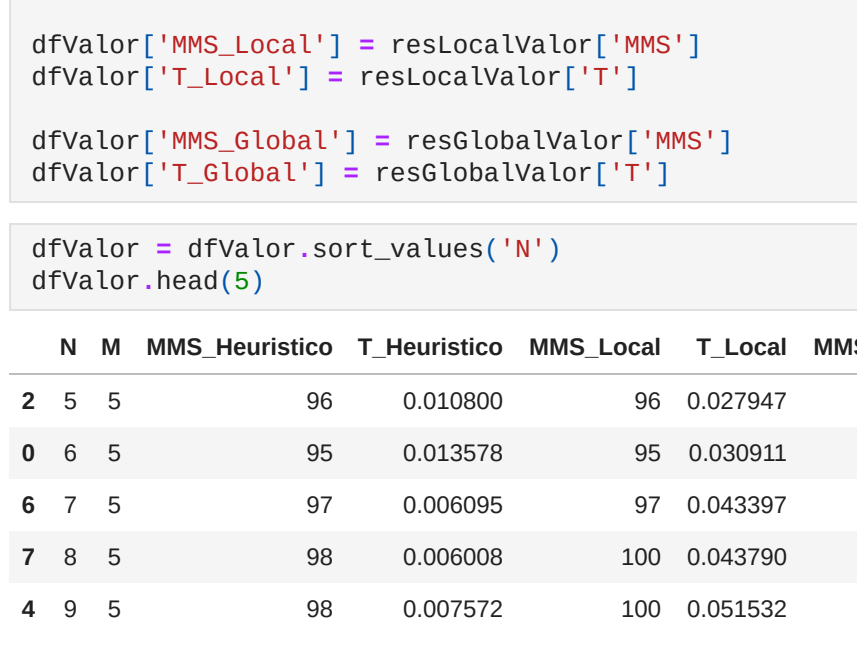 dfValor['MMS_Local'] = resLocalValor['MMS']
dfValor['T_Local'] = resLocalValor['T']
dfValor['MMS_Global'] = resGlobalValor['MMS']
dfValor['T_Global'] = resGlobalValor['T']
dfValor = dfValor.sort_values('N')
dfValor.head(5)
N M MMS_Heuristico T_Heuristico MMS_Local T_Local MMS
2 5 5 96 0.010800 96 0.027947
0 6 5 95 0.013578 95 0.030911
6 7 5 97 0.006095 97 0.043397
7 8 5 98 0.006008 100 0.043790
4 9 5 98 0.007572 100 0.051532